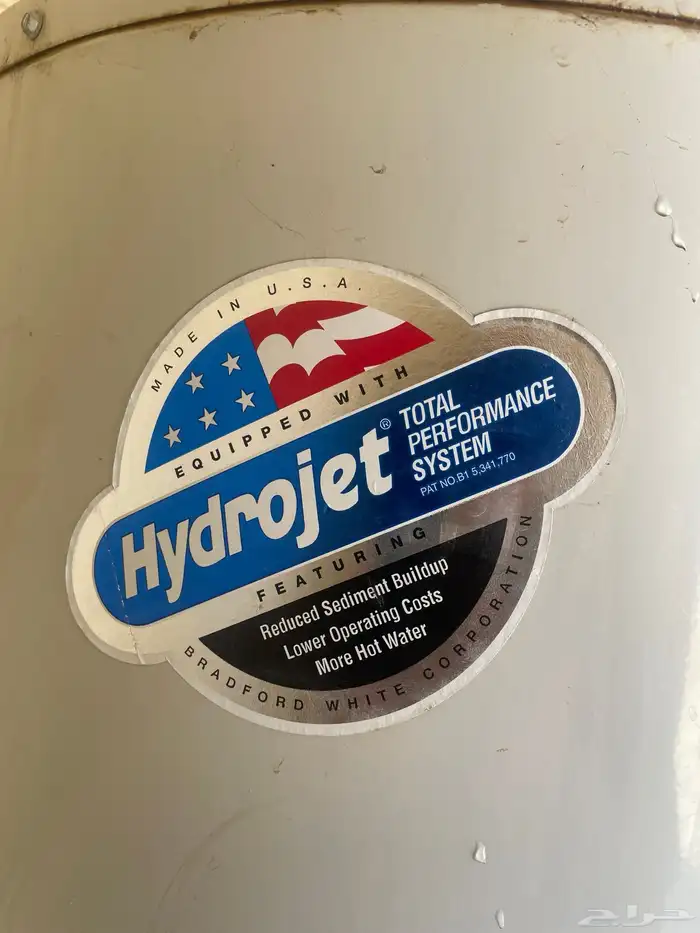 MADE IN U.S.A.
EQUIPPED WITH
Hydrojet®
TOTAL
PERFORMANCE
SYSTEM
PAT NO.B1 5,341,770
FEATURING
Reduced Sediment Buildup
Lower Operating Costs
More Hot Water
BRADFORD WHITE CORPORATION
حراج